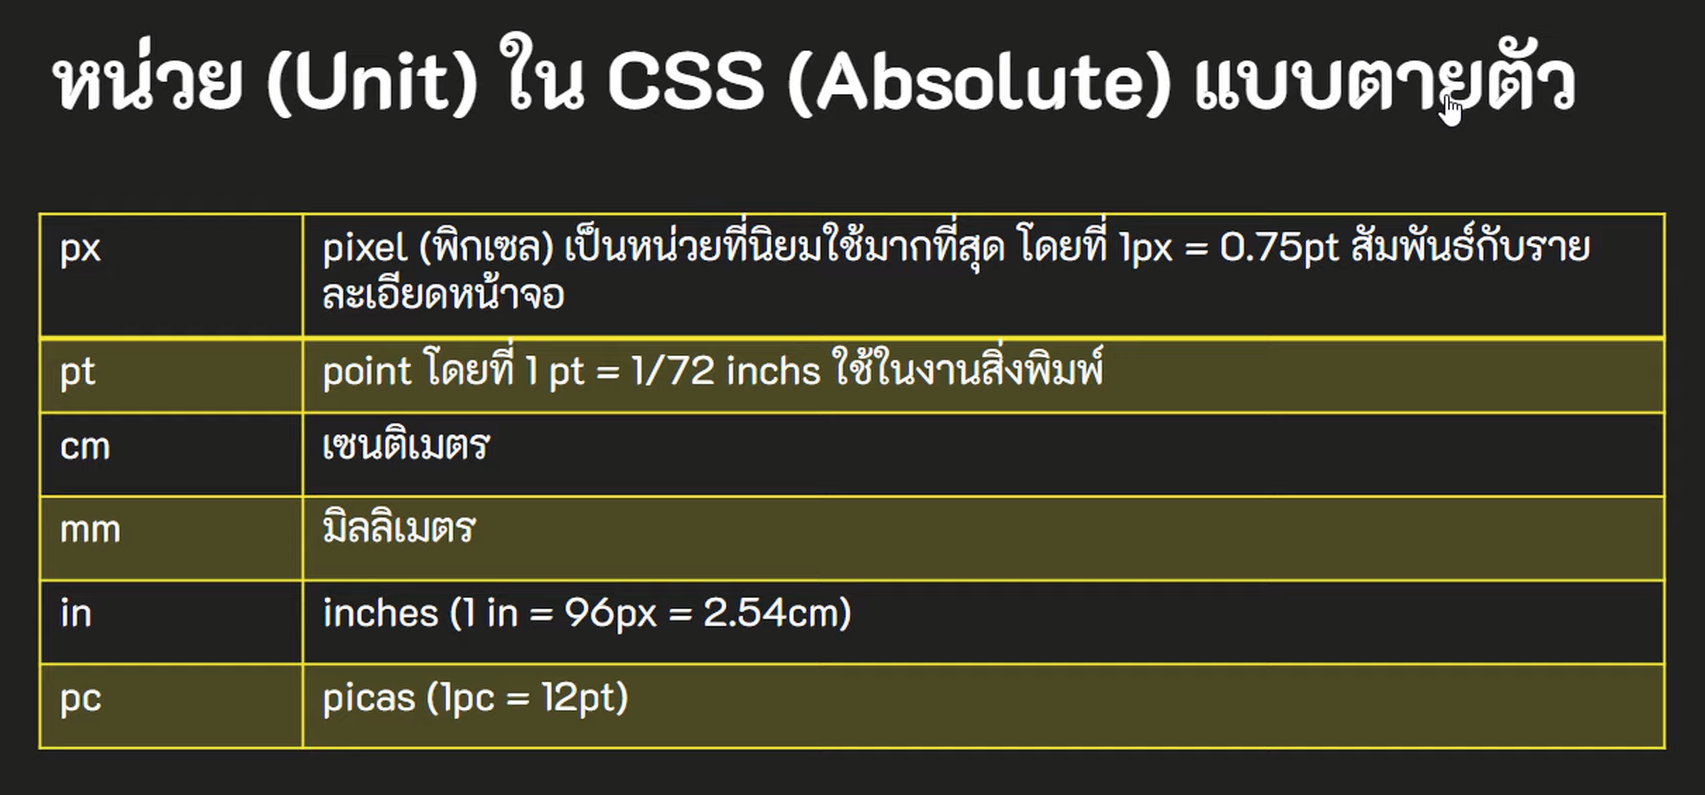 หน่วย (Unit) ใน CSS (Absolute) แบบตายตัว
px
pixel (พิกเซล) เป็นหน่วยที่นิยมใช้มากที่สุด โดยที่ 1px = 0.75pt สัมพันธ์กับราย
ละเอียดหน้าจอ
pt
point โดยที่ 1 pt = 1/72 inchs ใช้ในงานสิ่งพิมพ์
cm
เซนติเมตร
mm
มิลลิเมตร
in
inches (1 in = 96px = 2.54cm)
pc
picas (1pc = 12pt)